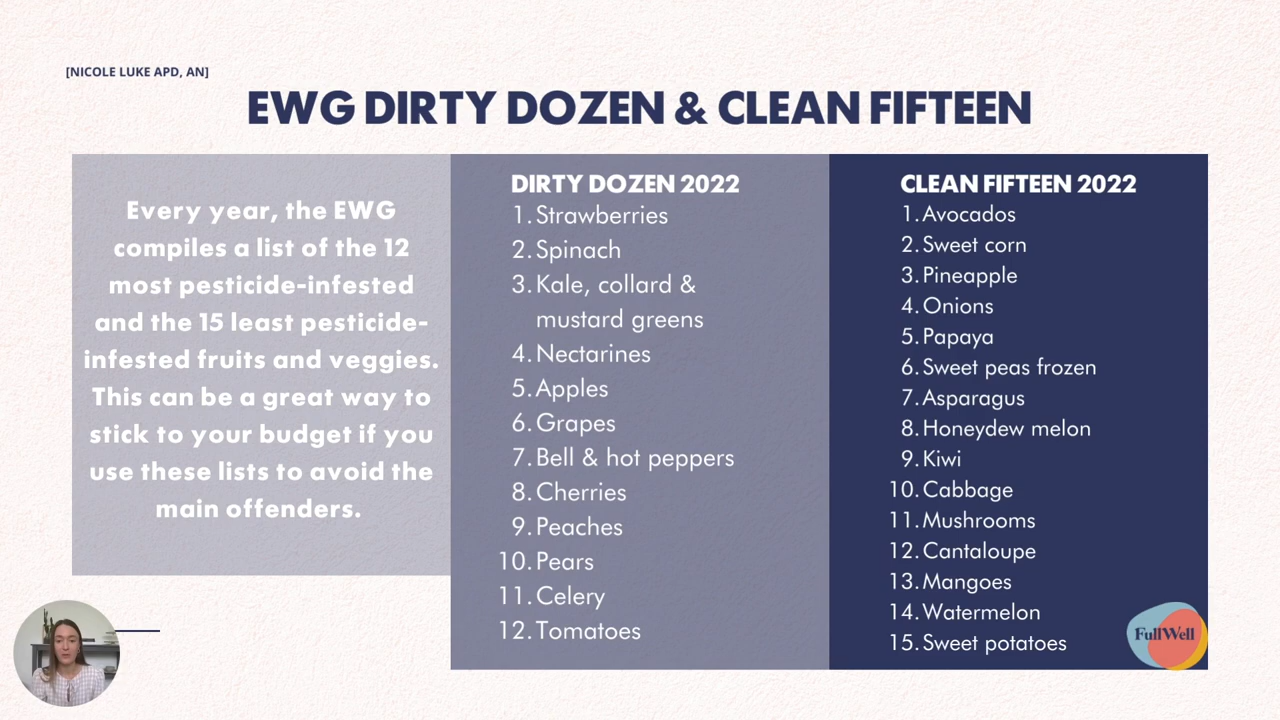 [NICOLE LUKE APD, AN]
EWG DIRTY DOZEN & CLEAN FIFTEEN
Every year, the EWG
compiles a list of the 12
most pesticide-infested
and the 15 least pesticide-
infested fruits and veggies.
This can be a great way to
stick to your budget if you
use these lists to avoid the
main offenders.
DIRTY DOZEN 2022
1. Strawberries
2. Spinach
3. Kale, collard &
mustard greens
4. Nectarines
5. Apples
6. Grapes
7. Bell & hot peppers
8. Cherries
9. Peaches
10. Pears
11. Celery
12. Tomatoes
CLEAN FIFTEEN 2022
1. Avocados
2. Sweet corn
3. Pineapple
4. Onions
5. Papaya
6. Sweet peas frozen
7. Asparagus
8. Honeydew melon
9. Kiwi
10. Cabbage
11. Mushrooms
12. Cantaloupe
13. Mangoes
14. Watermelon
15. Sweet potatoes
FullWell